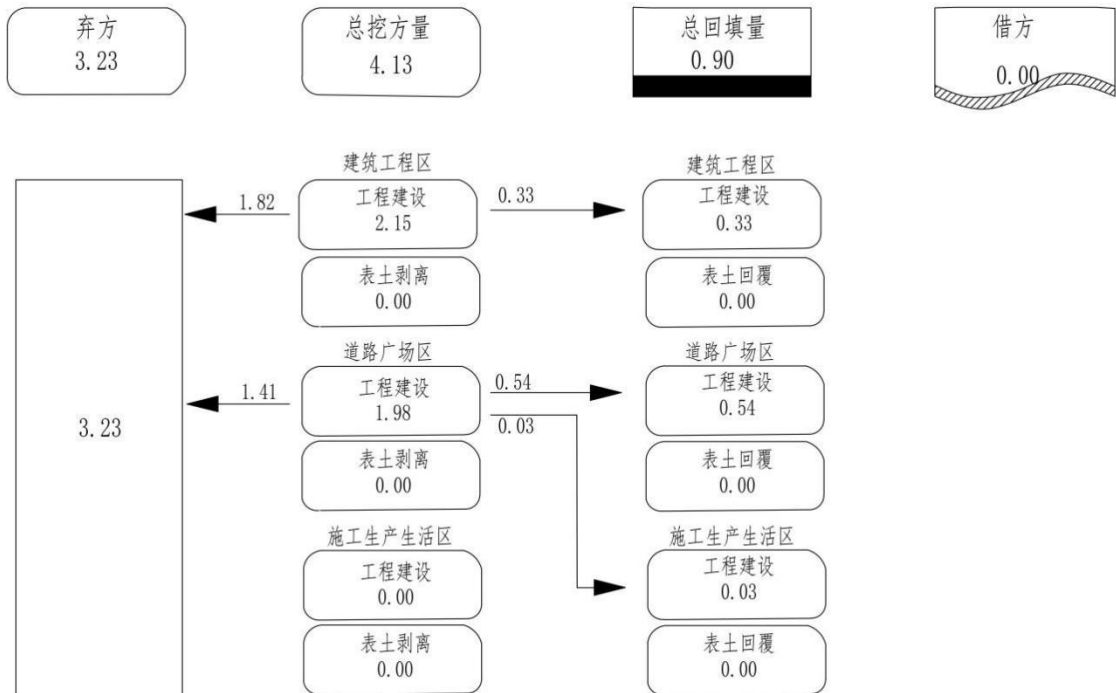 弃方
3.23
总挖方量
4.13
总回填量
0.90
借方
0.00
建筑工程区
建筑工程区
1.82
工程建设
2.15
0.33
工程建设
0.33
表土剥离
0.00
表土回覆
0.00
道路广场区
道路广场区
3.23
1.41
工程建设
1.98
0.54
0.03
工程建设
0.54
表土剥离
0.00
表土回覆
0.00
施工生产生活区
施工生产生活区
工程建设
0.00
工程建设
0.03
表土剥离
0.00
表土回覆
0.00